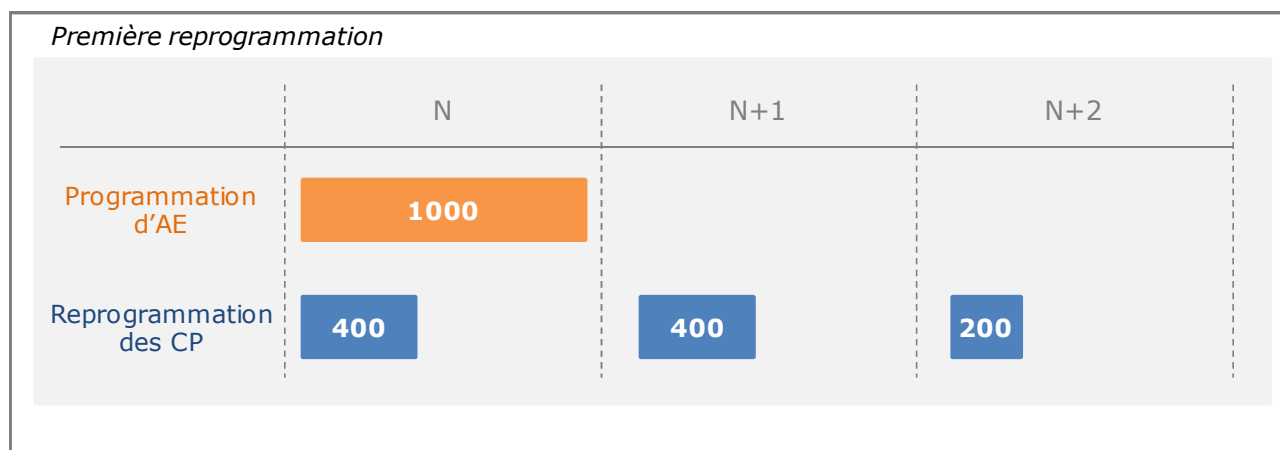 Première reprogrammation
N
N+1
N+2
Programmation
d’AE
1000
Reprogrammation
des CP
400
400
200